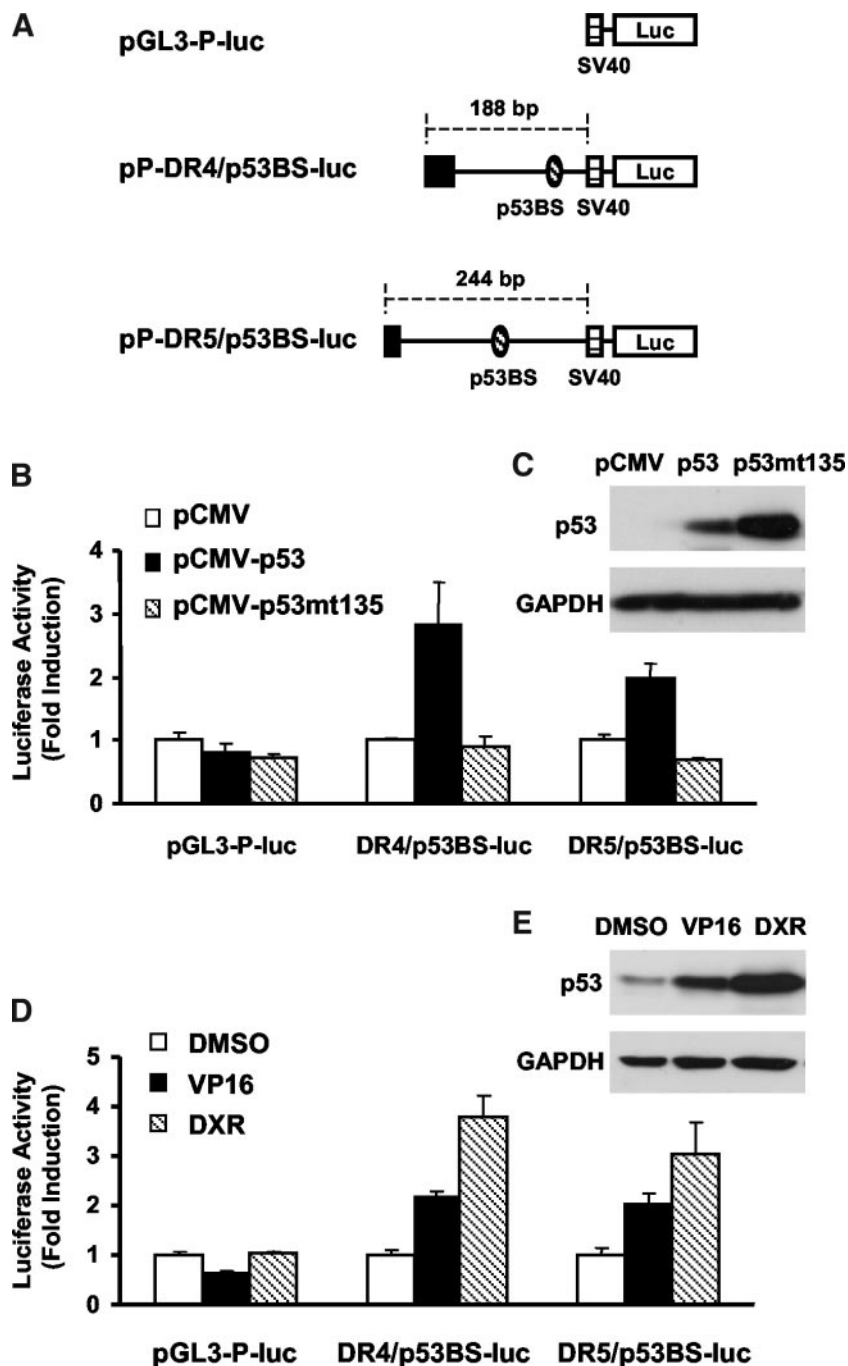 A
pGL3-P-luc
Luc
SV40
188 bp
pP-DR4/p53BS-luc
Luc
p53BS SV40
244 bp
pP-DR5/p53BS-luc
Luc
p53BS SV40
B
pCMV
pCMV-p53
pCMV-p53mt135
Luciferase Activity
(Fold Induction)
4
3
2
1
0
pGL3-P-luc DR4/p53BS-luc DR5/p53BS-luc
C
pCMV p53 p53mt135
p53
GAPDH
D
DMSO
VP16
DXR
Luciferase Activity
(Fold Induction)
5
4
3
2
1
0
pGL3-P-luc DR4/p53BS-luc DR5/p53BS-luc
E
DMSO VP16 DXR
p53
GAPDH